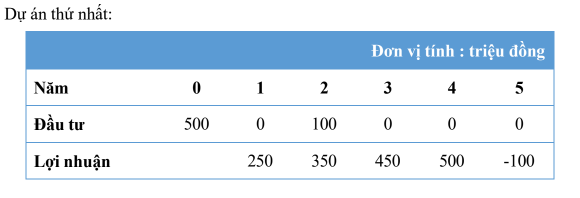 Dự án thứ nhất:
Đơn vị tính : triệu đồng
Năm 0 1 2 3 4 5
Đầu tư 500 0 100 0 0 0
Lợi nhuận 250 350 450 500 -100